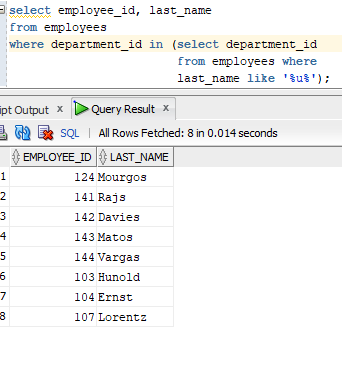 select employee_id, last_name
from employees
where department_id in (select department_id
from employees where
last_name like '%u%');
ipt Output x Query Result x
SQL | All Rows Fetched: 8 in 0.014 seconds
EMPLOYEE_ID LAST_NAME
1 124 Mourgos
2 141 Rajs
3 142 Davies
4 143 Matos
5 144 Vargas
6 103 Hunold
7 104 Ernst
8 107 Lorentz